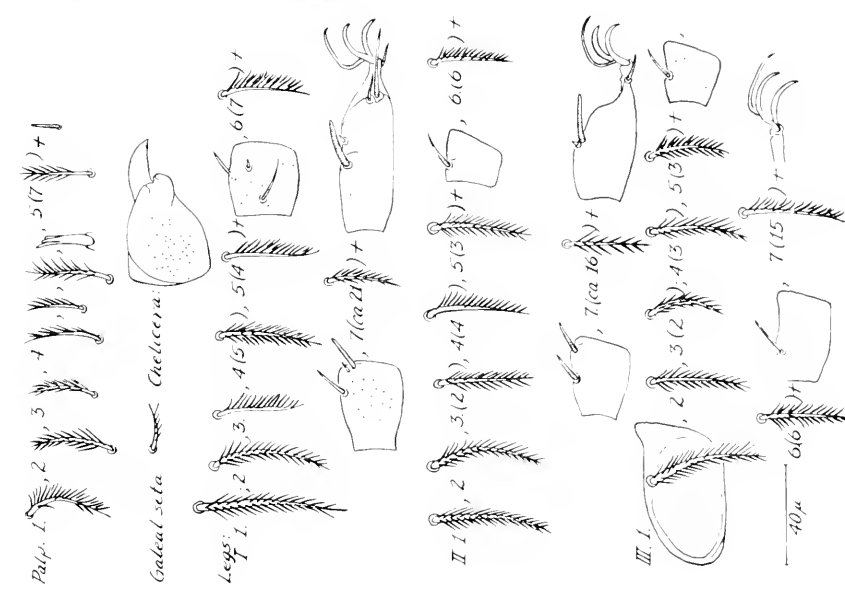 Palp. 1. , 2 , 3 , 4 , , , 5(7 ) +
Galeal seta Chelicera:
Legs:
I 1. , 2 , 3. , 4(5 ), 5(4 ) + , 6(7 ) +
, 7(ca 21 ) +
II 1 , 2 , 3(2 ), 4(4 ), 5(3 ) + , 6(6 ) +
, 7(ca 16 ) +
III. 1. , 2 , 3(2 ), 4(3 ), 5(3 ) + ,
6(6 ) + , 7(15 ) +
40μ